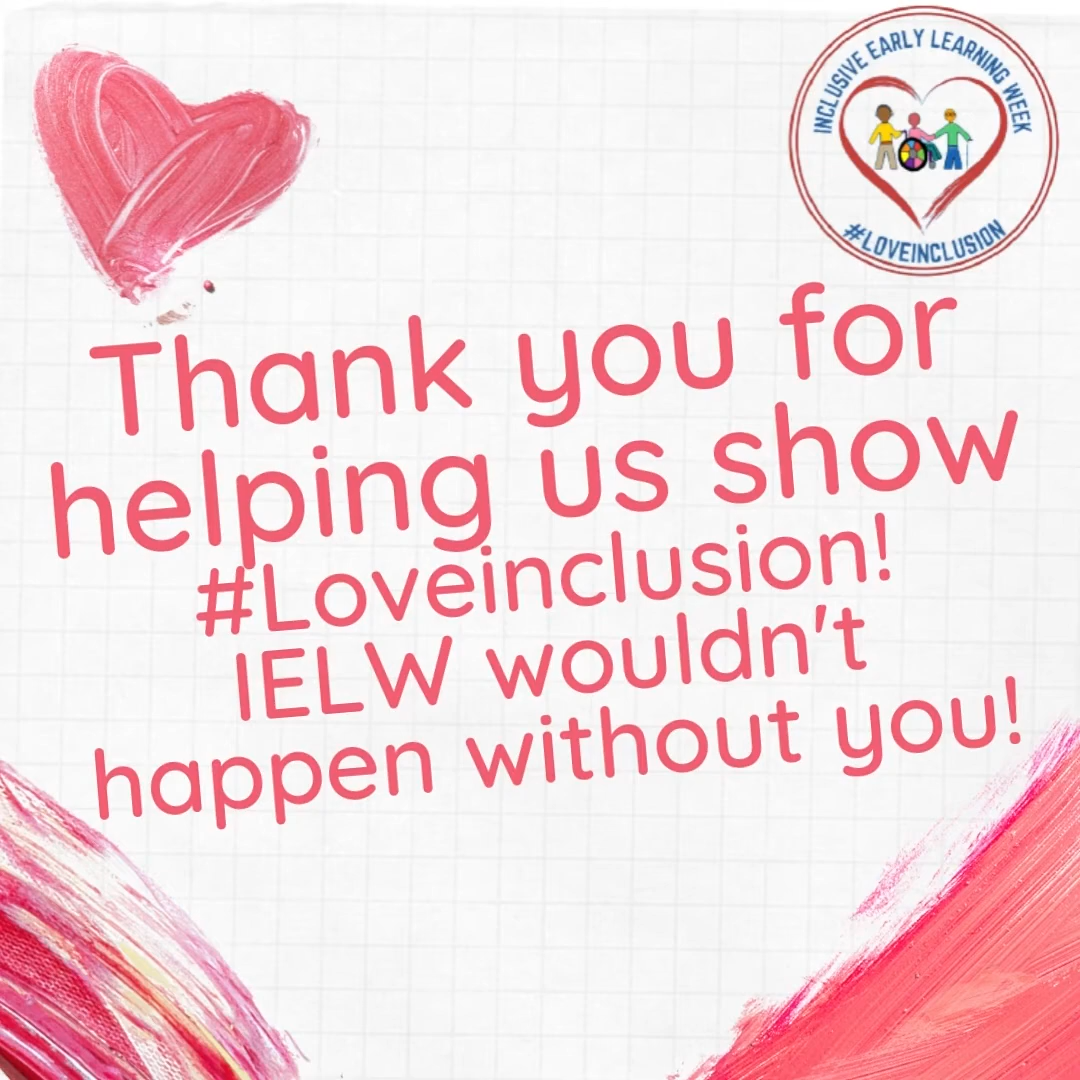 INCLUSIVE EARLY LEARNING WEEK
#LOVEINCLUSION
Thank you for
helping us show
#Loveinclusion!
IELW wouldn't
happen without you!